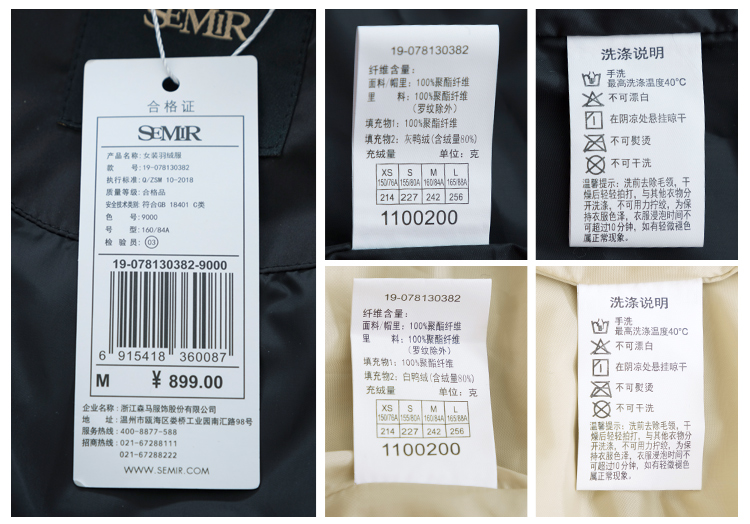 SEMIR
合格证
SEMIR
产品名称:女装羽绒服
款 号:19-078130382
执行标准:Q/ZSW 10-2018
质量等级:合格品
安全技术类别 符合GB 18401 C类
色 号:9000
号 型:160/84A
检 验 员:03
19-078130382-9000
6 915418 360087
M ¥ 899.00
企业名称:浙江森马服饰股份有限公司
地 址:温州市瓯海区娄桥工业园南汇路98号
服务热线:400-8877-588
招商热线:021-67288111
021-67288222
WWW.SEMIR.COM
19-078130382
纤维含量:
面料/帽里:100%聚酯纤维
里 料:100%聚酯纤维
(罗纹除外)
填充物1:100%聚酯纤维
填充物2:灰鸭绒(含绒量80%)
充绒量 单位:克
XS S M L
150/76A 155/80A 160/84A 165/88A
214 227 242 256
1100200
洗涤说明
手洗
最高洗涤温度40°C
不可漂白
在阴凉处悬挂晾干
不可熨烫
不可干洗
温馨提示:洗前去除毛领,干
燥后轻轻拍打,与其他衣物分
开洗涤,不可用力拧绞,为保
持衣服色泽,衣服浸泡时间不
可超过10分钟,如有轻微褪色
属正常现象。
19-078130382
纤维含量:
面料/帽里:100%聚酯纤维
里 料:100%聚酯纤维
(罗纹除外)
填充物1:100%聚酯纤维
填充物2:白鸭绒(含绒量80%)
充绒量 单位:克
XS S M L
150/76A 155/80A 160/84A 165/88A
214 227 242 256
1100200
洗涤说明
手洗
最高洗涤温度40°C
不可漂白
在阴凉处悬挂晾干
不可熨烫
不可干洗
温馨提示:洗前去除毛领,干
燥后轻轻拍打,与其他衣物分
开洗涤,不可用力拧绞,为保
持衣服色泽,衣服浸泡时间不
可超过10分钟,如有轻微褪色
属正常现象。